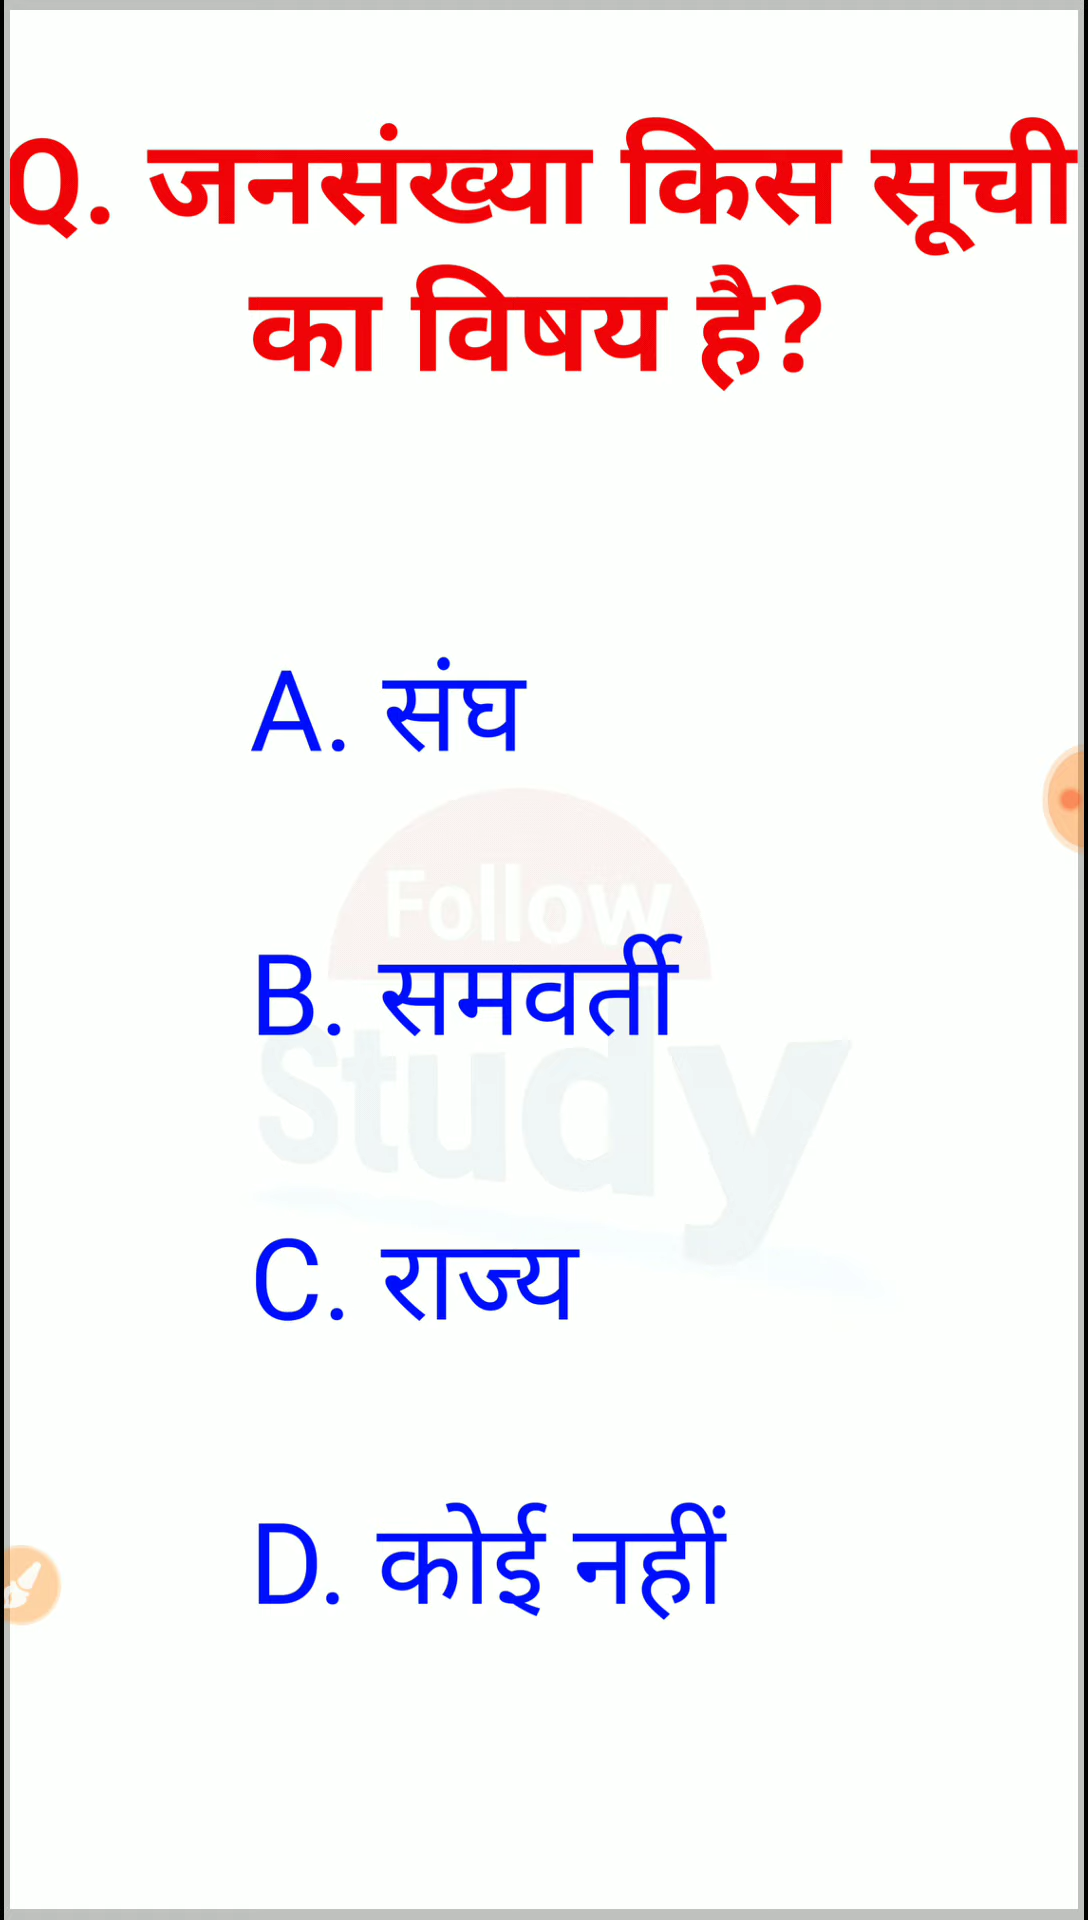 Q. जनसंख्या किस सूची
का विषय है?
A. संघ
Follow
B. समवर्ती
Study
C. राज्य
D. कोई नहीं